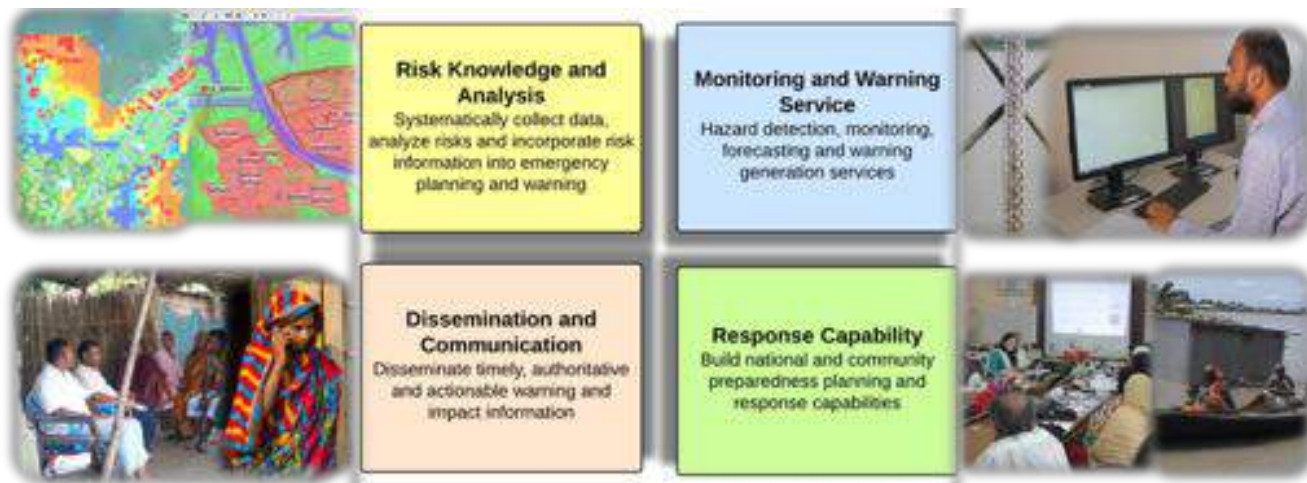 Risk Knowledge and
Analysis
Systematically collect data,
analyze risks and incorporate risk
information into emergency
planning and warning
Monitoring and Warning
Service
Hazard detection, monitoring,
forecasting and warning
generation services
Dissemination and
Communication
Disseminate timely, authoritative
and actionable warning and
impact information
Response Capability
Build national and community
preparedness planning and
response capabilities